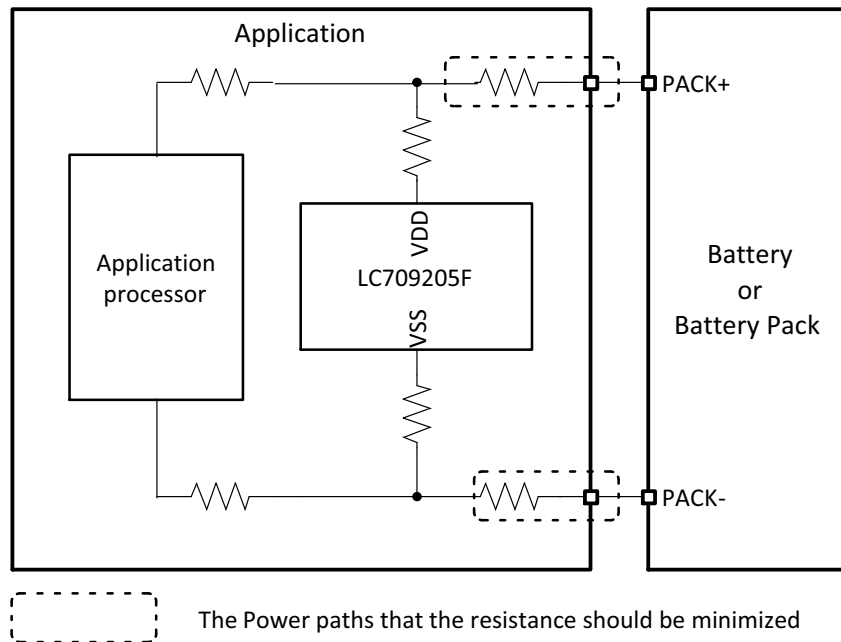 Application
PACK+
VDD
Application
processor
LC709205F
VSS
Battery
or
Battery Pack
PACK-
The Power paths that the resistance should be minimized